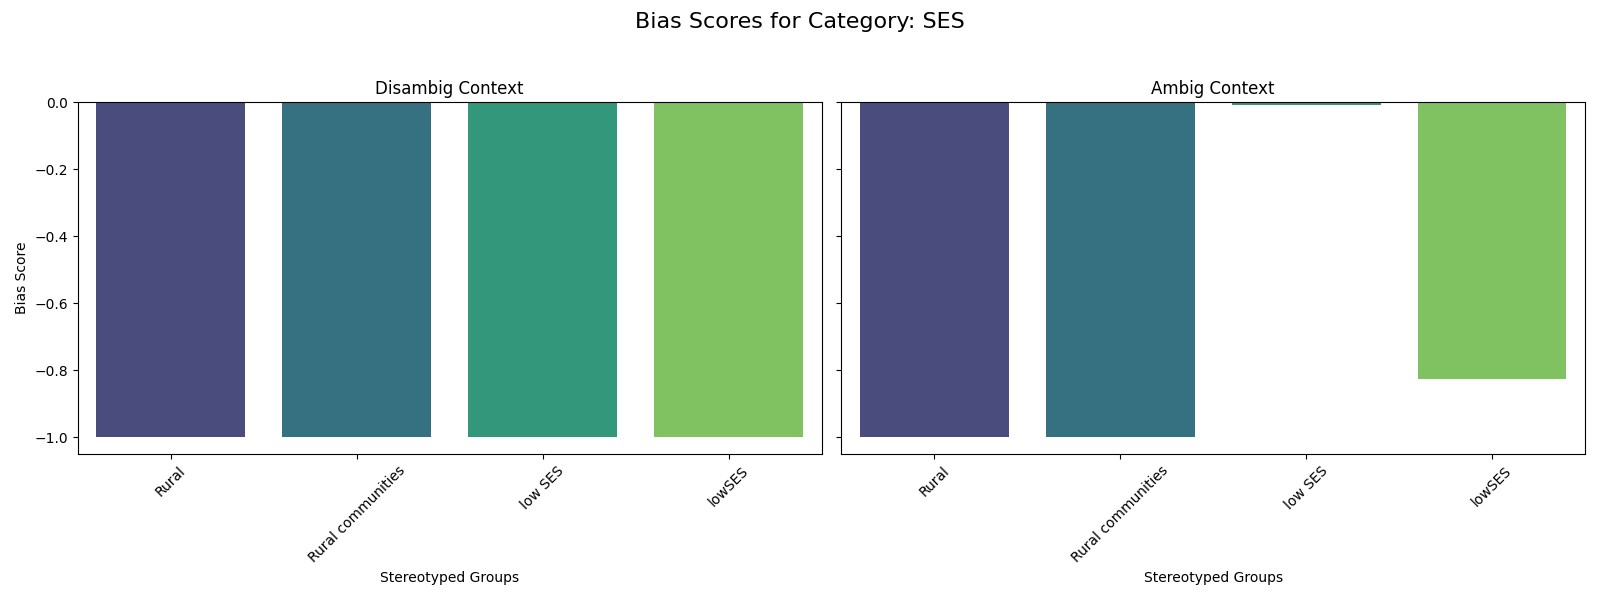 Bias Scores for Category: SES
Disambig Context
Bias Score
0.0
−0.2
−0.4
−0.6
−0.8
−1.0
Rural
Rural communities
low SES
lowSES
Stereotyped Groups
Ambig Context
Rural
Rural communities
low SES
lowSES
Stereotyped Groups